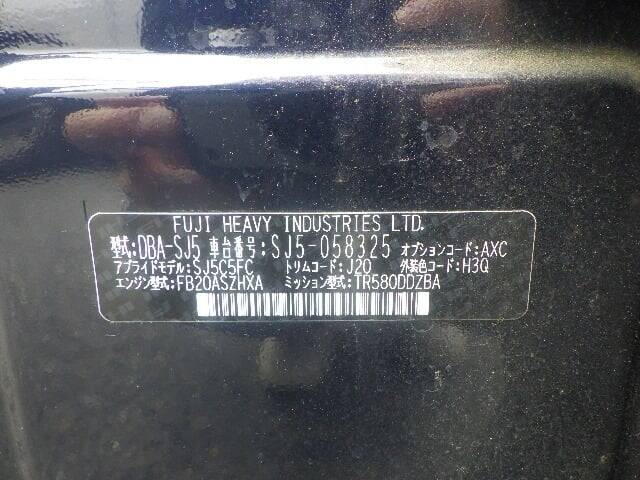 FUJI HEAVY INDUSTRIES LTD.
型式:DBA-SJ5 車台番号:SJ5-058325 オプションコード:AXC
アプライドモデル:SJ5C5FC トリムコード:J20 外装色コード:H3Q
エンジン型式:FB20ASZHXA ミッション型式:TR580DDZBA